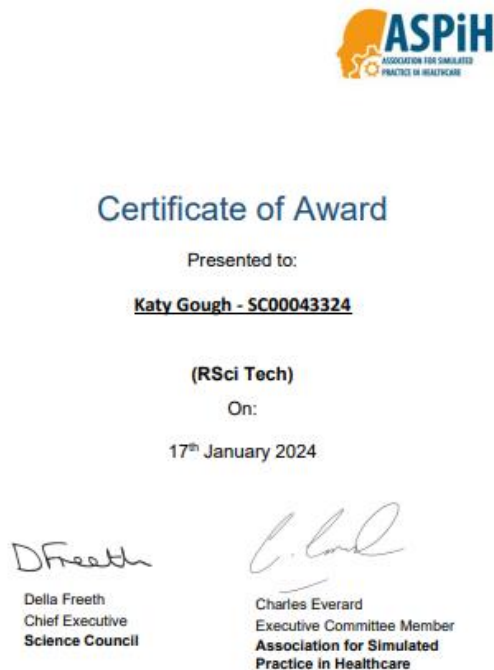 ASPiH
ASSOCIATION FOR SIMULATED
PRACTICE IN HEALTHCARE
Certificate of Award
Presented to:
Katy Gough - SC00043324
(RSci Tech)
On:
17th January 2024
DFreeth
Della Freeth
Chief Executive
Science Council
Charles Everard
Executive Committee Member
Association for Simulated
Practice in Healthcare